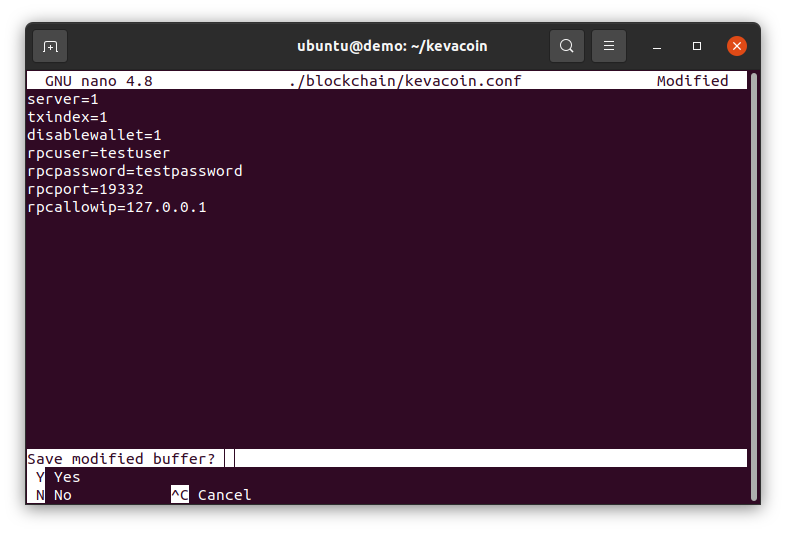 ubuntu@demo: ~/kevacoin
GNU nano 4.8 ./blockchain/kevacoin.conf Modified
server=1
txindex=1
disablewallet=1
rpcuser=testuser
rpcpassword=testpassword
rpcport=19332
rpcallowip=127.0.0.1
Save modified buffer?
Y Yes
N No ^C Cancel